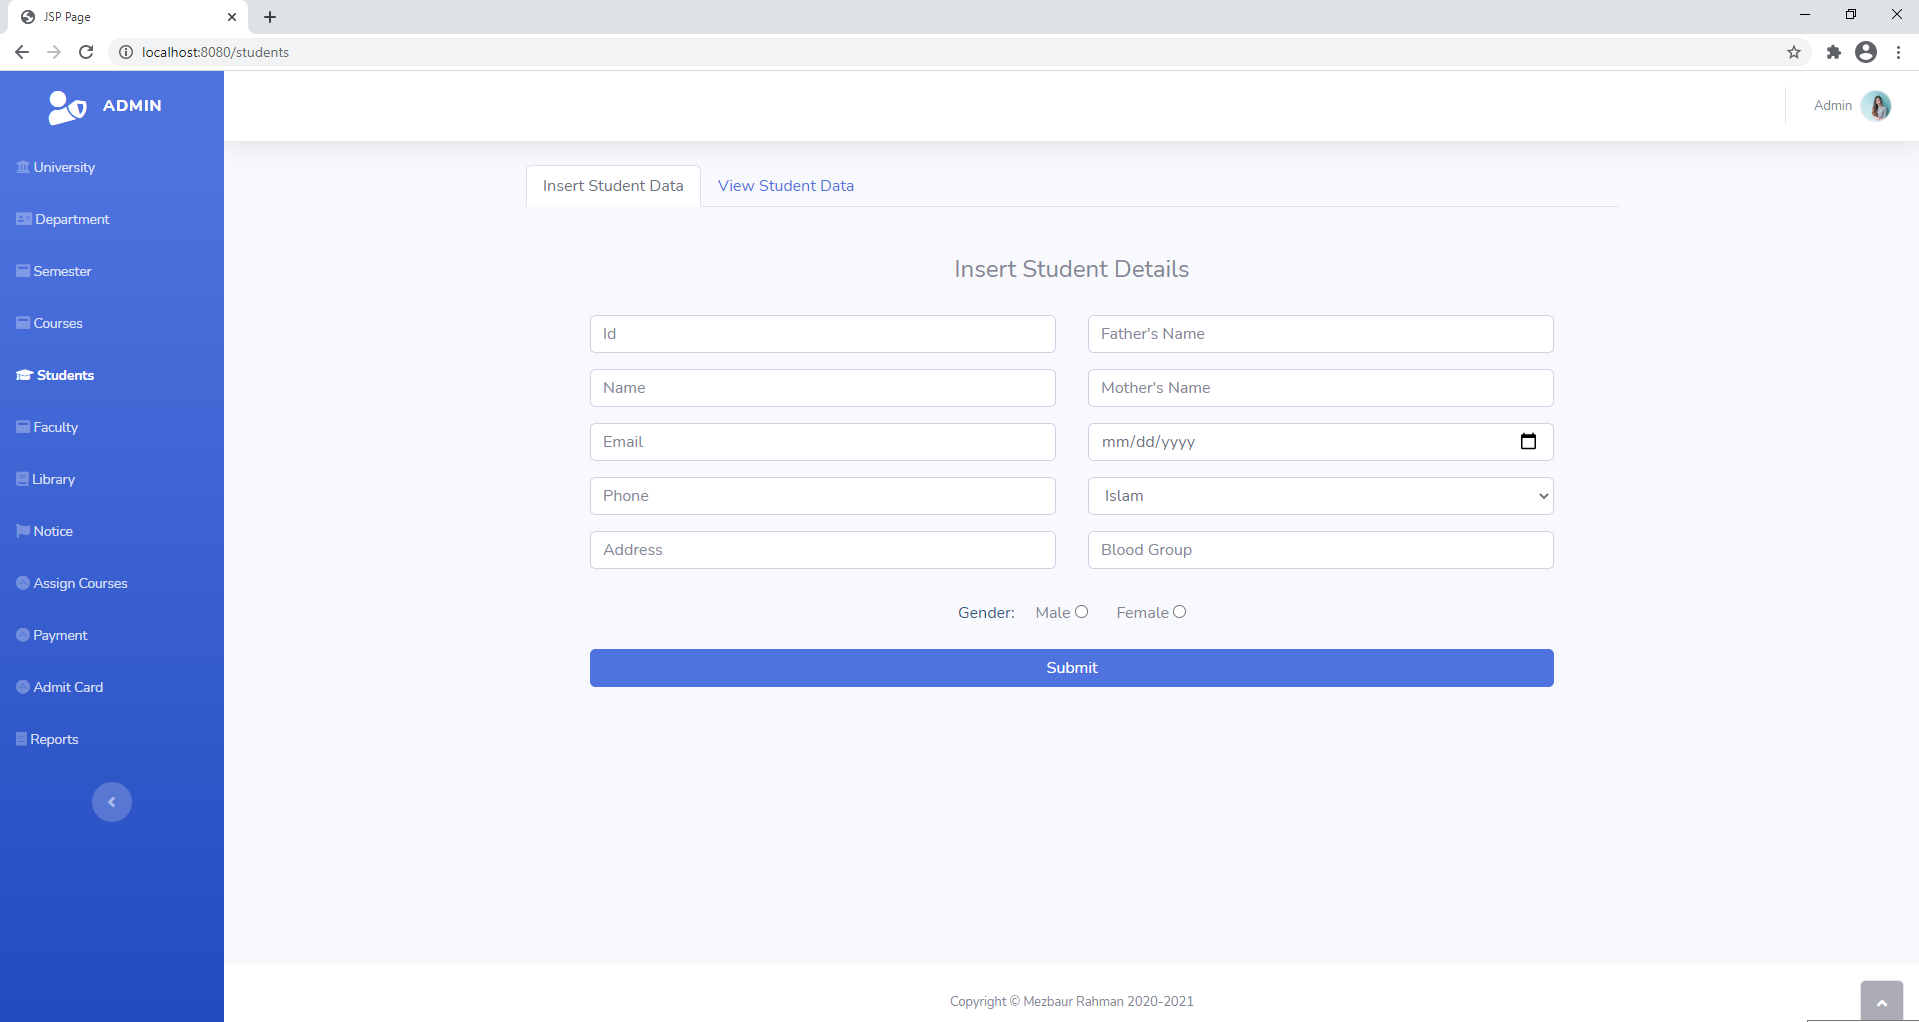 JSP Page
localhost:8080/students
ADMIN
Admin
University
Department
Semester
Courses
Students
Faculty
Library
Notice
Assign Courses
Payment
Admit Card
Reports
Insert Student Data
View Student Data
Insert Student Details
Id
Father's Name
Name
Mother's Name
Email
mm/dd/yyyy
Phone
Islam
Address
Blood Group
Gender: Male Female
Submit
Copyright © Mezbaur Rahman 2020-2021